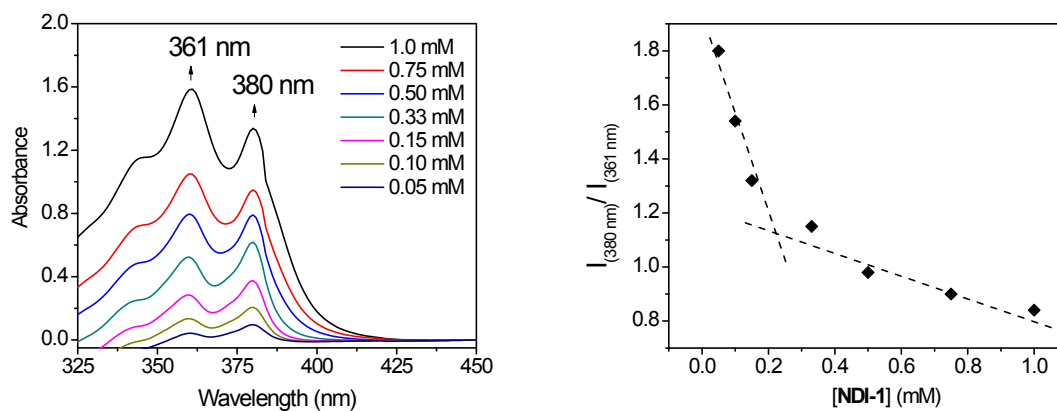 361 nm
380 nm
1.0 mM
0.75 mM
0.50 mM
0.33 mM
0.15 mM
0.10 mM
0.05 mM
Absorbance
2.0
1.6
1.2
0.8
0.4
0.0
325 350 375 400 425 450
Wavelength (nm)
I(380 nm)/ I(361 nm)
1.8
1.6
1.4
1.2
1.0
0.8
0.0 0.2 0.4 0.6 0.8 1.0
[NDI-1] (mM)